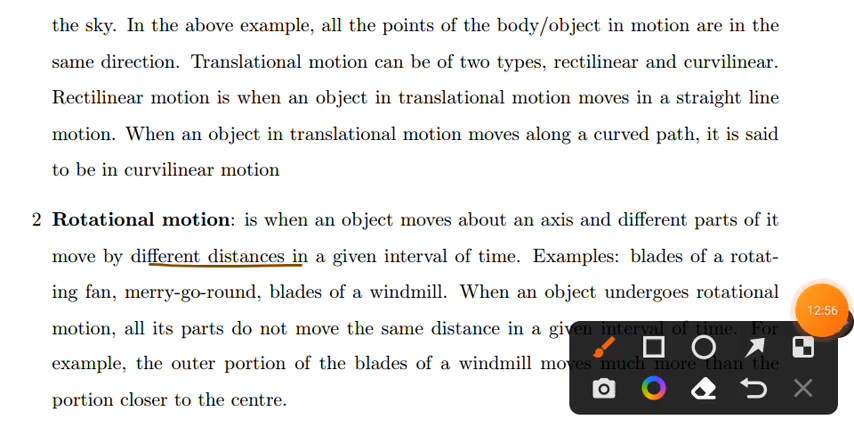 the sky. In the above example, all the points of the body/object in motion are in the
same direction. Translational motion can be of two types, rectilinear and curvilinear.
Rectilinear motion is when an object in translational motion moves in a straight line
motion. When an object in translational motion moves along a curved path, it is said
to be in curvilinear motion
2 Rotational motion: is when an object moves about an axis and different parts of it
move by different distances in a given interval of time. Examples: blades of a rotat-
ing fan, merry-go-round, blades of a windmill. When an object undergoes rotational
12:56
motion, all its parts do not move the same distance in a given interval of time. For
example, the outer portion of the blades of a windmill moves much more than the
portion closer to the centre.